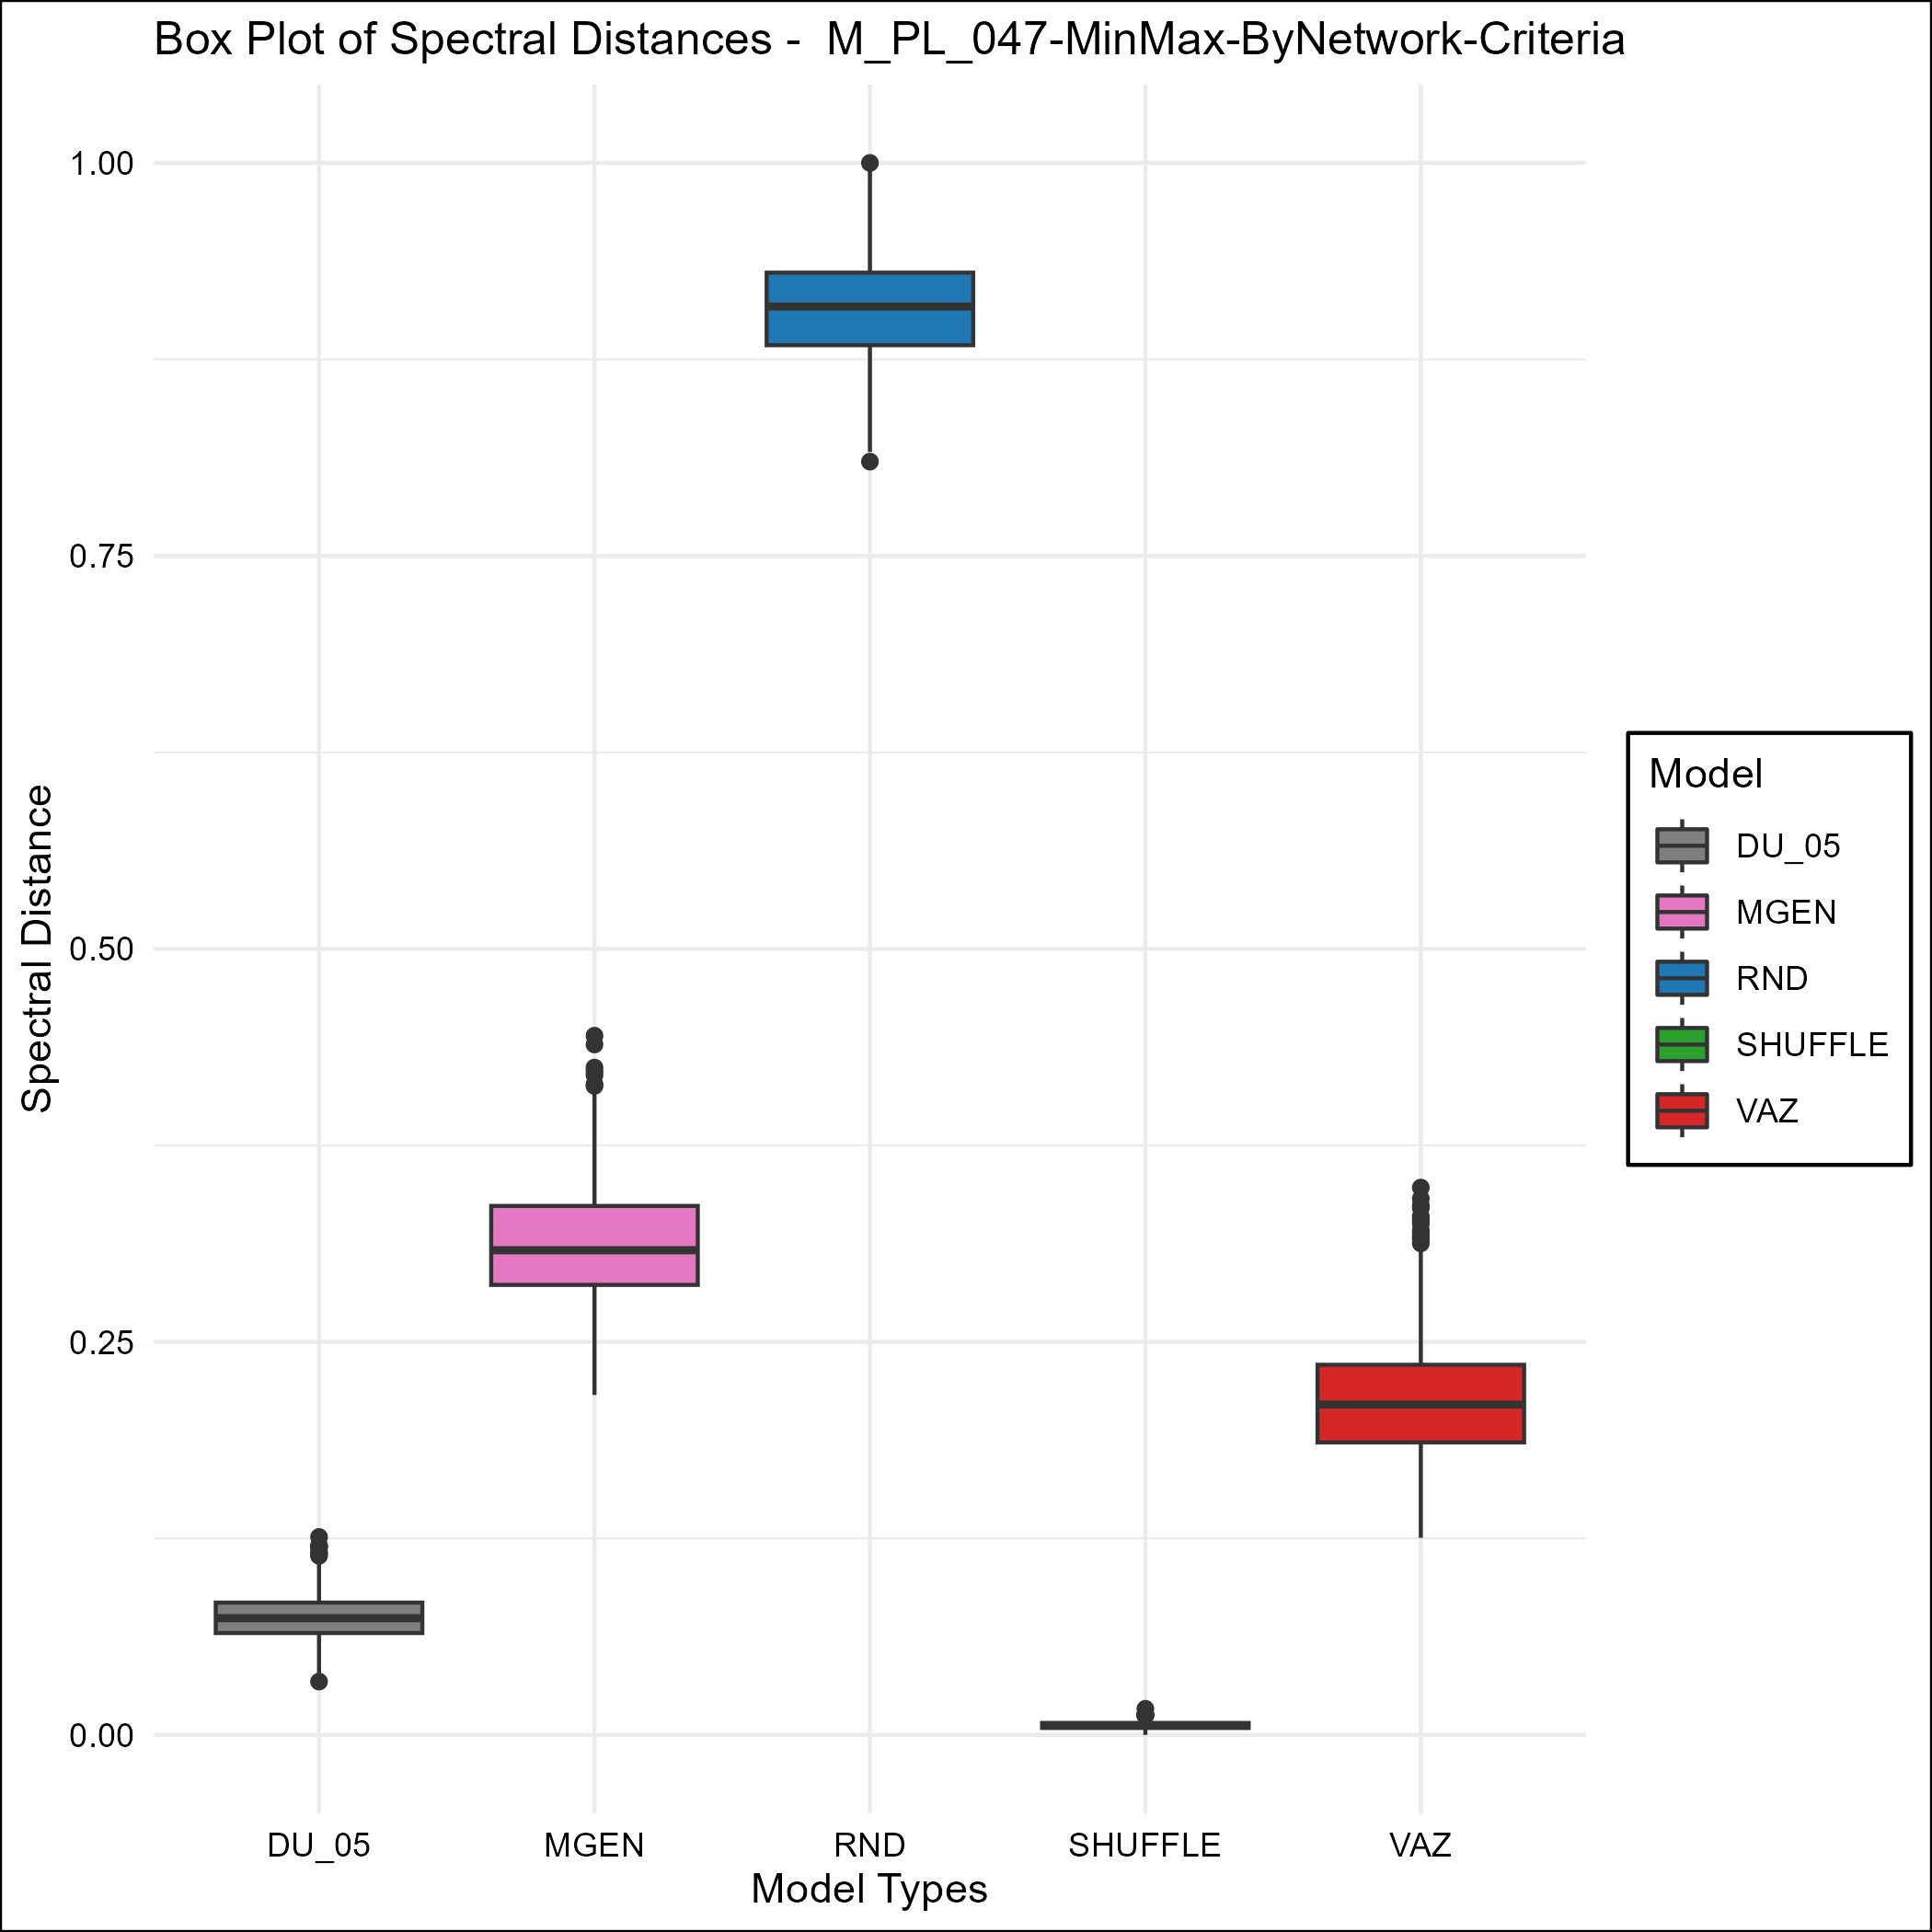 Box Plot of Spectral Distances -  M_PL_047-MinMax-ByNetwork-Criteria
1.00
0.75
0.50
0.25
0.00
Spectral Distance
DU_05
MGEN
RND
SHUFFLE
VAZ
Model Types
Model
DU_05
MGEN
RND
SHUFFLE
VAZ